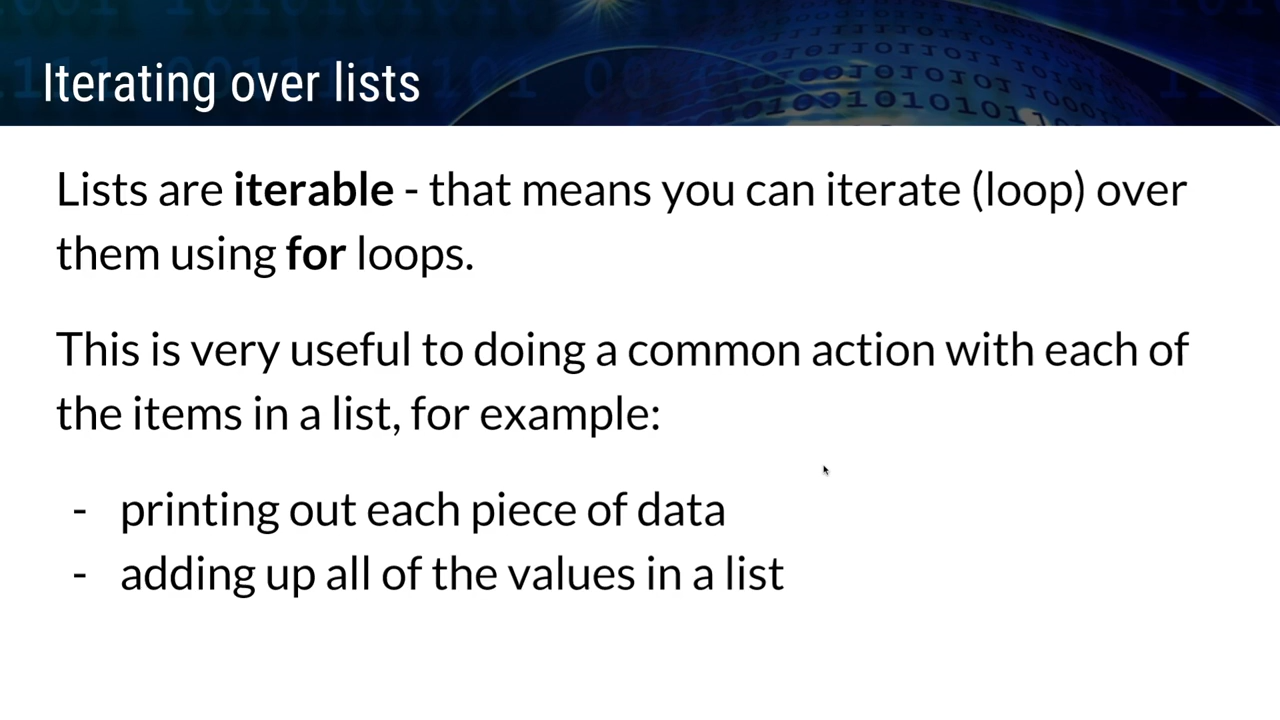 Iterating over lists
Lists are iterable - that means you can iterate (loop) over
them using for loops.
This is very useful to doing a common action with each of
the items in a list, for example:
- printing out each piece of data
- adding up all of the values in a list